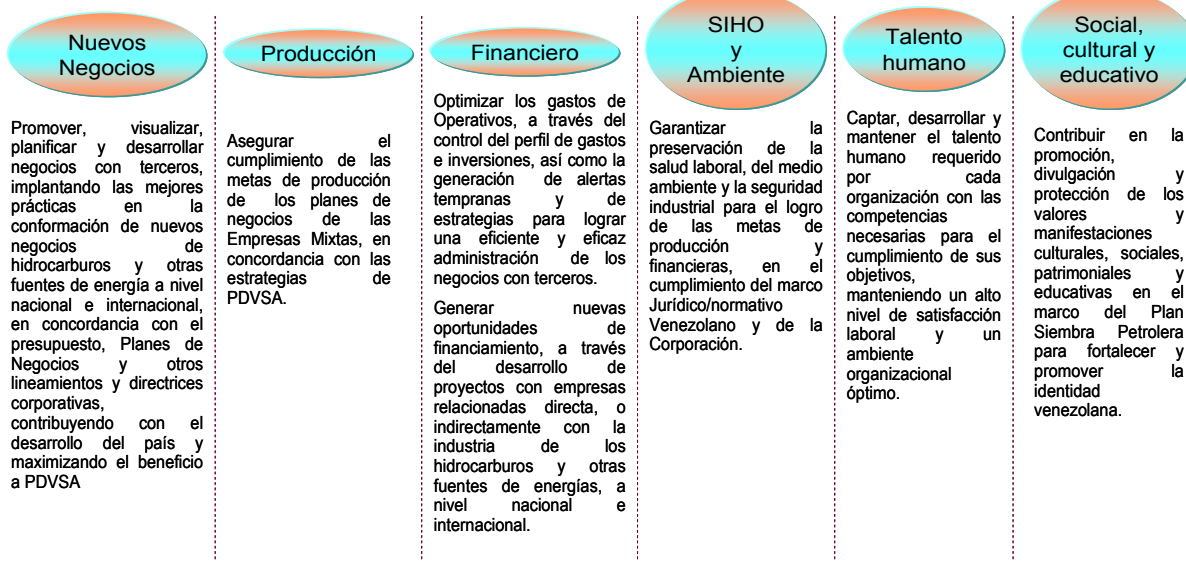 Nuevos
Negocios
Promover, visualizar,
planificar y desarrollar
negocios con terceros,
implantando las mejores
prácticas en la
conformación de nuevos
negocios de
hidrocarburos y otras
fuentes de energía a nivel
nacional e internacional,
en concordancia con el
presupuesto, Planes de
Negocios y otros
lineamientos y directrices
corporativas,
contribuyendo con el
desarrollo del país y
maximizando el beneficio
a PDVSA
Producción
Asegurar el
cumplimiento de las
metas de producción
de los planes de
negocios de las
Empresas Mixtas, en
concordancia con las
estrategias de
PDVSA.
Financiero
Optimizar los gastos de
Operativos, a través del
control del perfil de gastos
e inversiones, así como la
generación de alertas
tempranas y de
estrategias para lograr
una eficiente y eficaz
administración de los
negocios con terceros.
Generar nuevas
oportunidades de
financiamiento, a través
del desarrollo de
proyectos con empresas
relacionadas directa, o
indirectamente con la
industria de los
hidrocarburos y otras
fuentes de energías, a
nivel nacional e
internacional.
SIHO
y
Ambiente
Garantizar la
preservación de la
salud laboral, del medio
ambiente y la seguridad
industrial para el logro
de las metas de
producción y
financieras, en el
cumplimiento del marco
Jurídico/normativo
Venezolano y de la
Corporación.
Talento
humano
Captar, desarrollar y
mantener el talento
humano requerido
por cada
organización con las
competencias
necesarias para el
cumplimiento de sus
objetivos,
manteniendo un alto
nivel de satisfacción
laboral y un
ambiente
organizacional
óptimo.
Social,
cultural y
educativo
Contribuir en la
promoción,
divulgación y
protección de los
valores y
manifestaciones
culturales, sociales,
patrimoniales y
educativas en el
marco del Plan
Siembra Petrolera
para fortalecer y
promover la
identidad
venezolana.